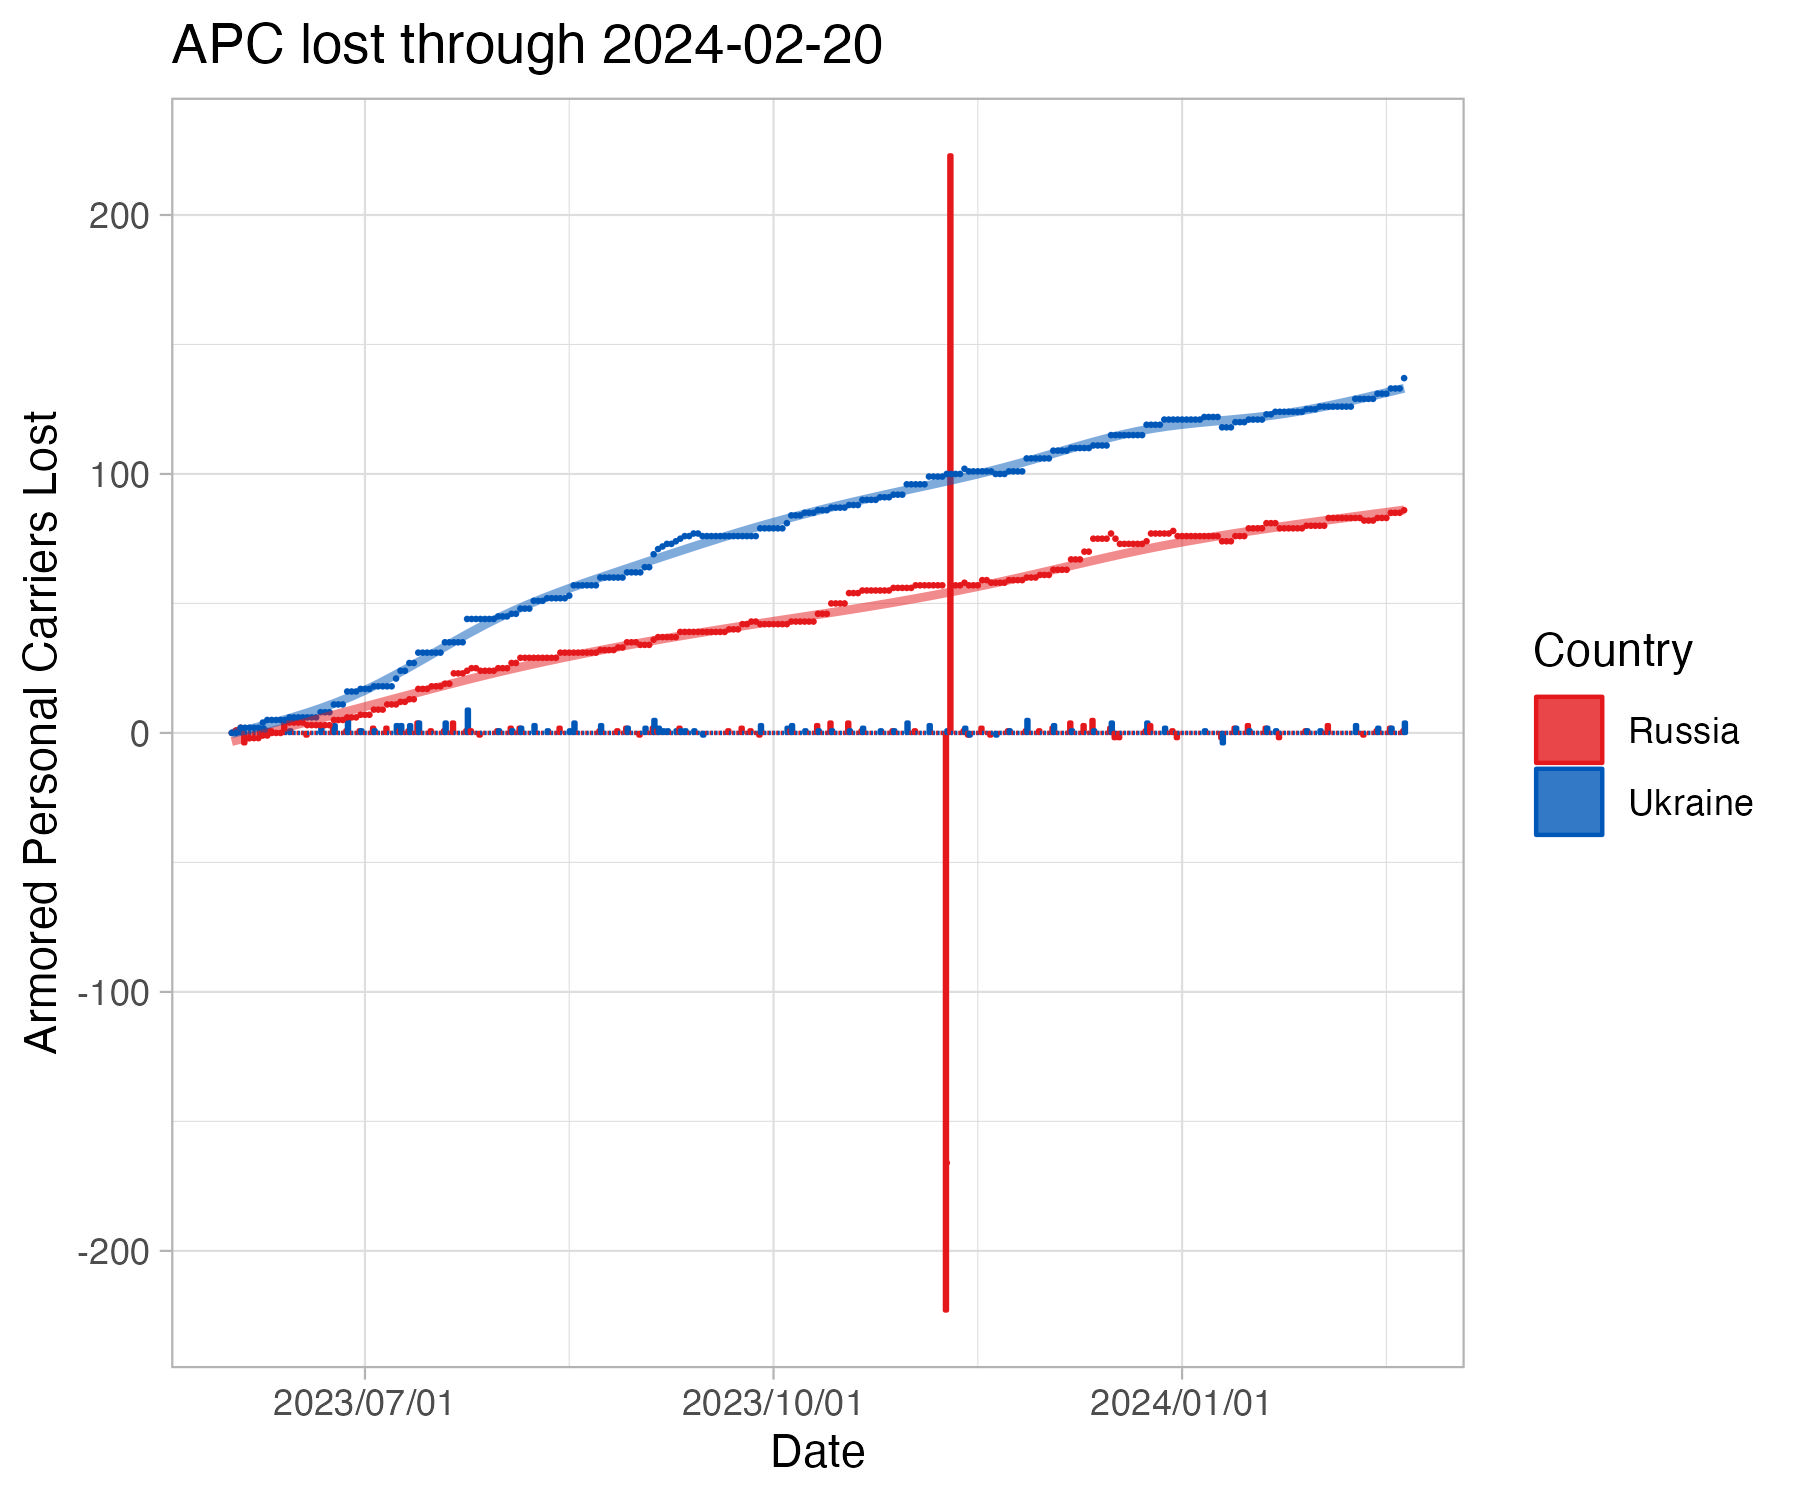 APC lost through 2024-02-20
Armored Personal Carriers Lost
200
100
0
-100
-200
2023/07/01
2023/10/01
2024/01/01
Date
Country
Russia
Ukraine